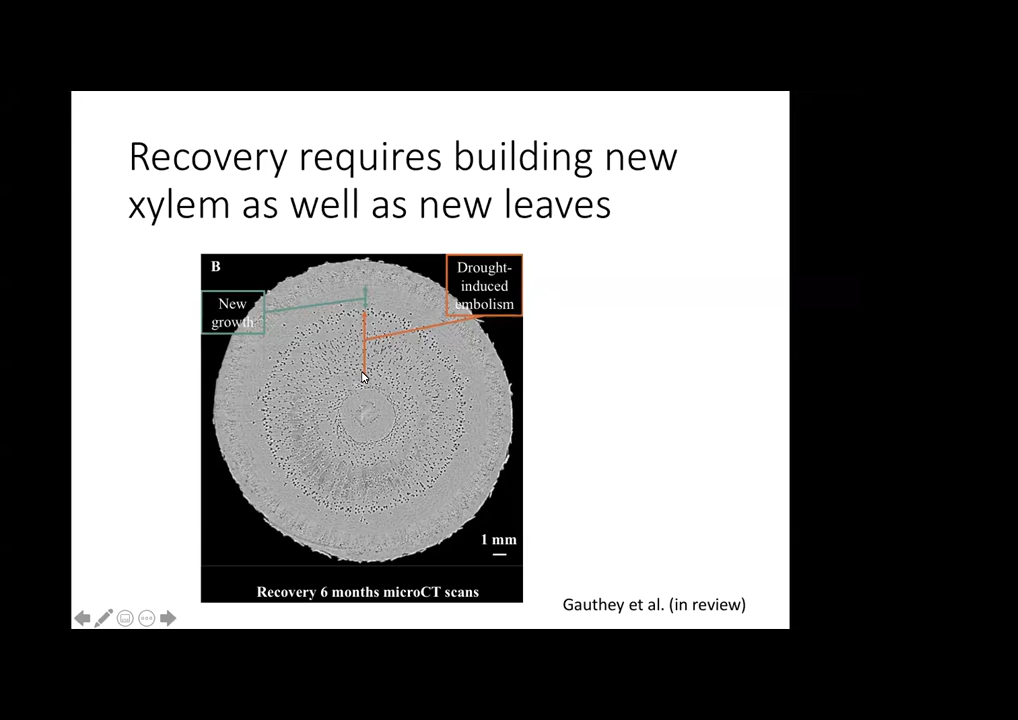 Recovery requires building new
xylem as well as new leaves
B
New
growth
Drought-
induced
embolism
1 mm
Recovery 6 months microCT scans
Gauthey et al. (in review)